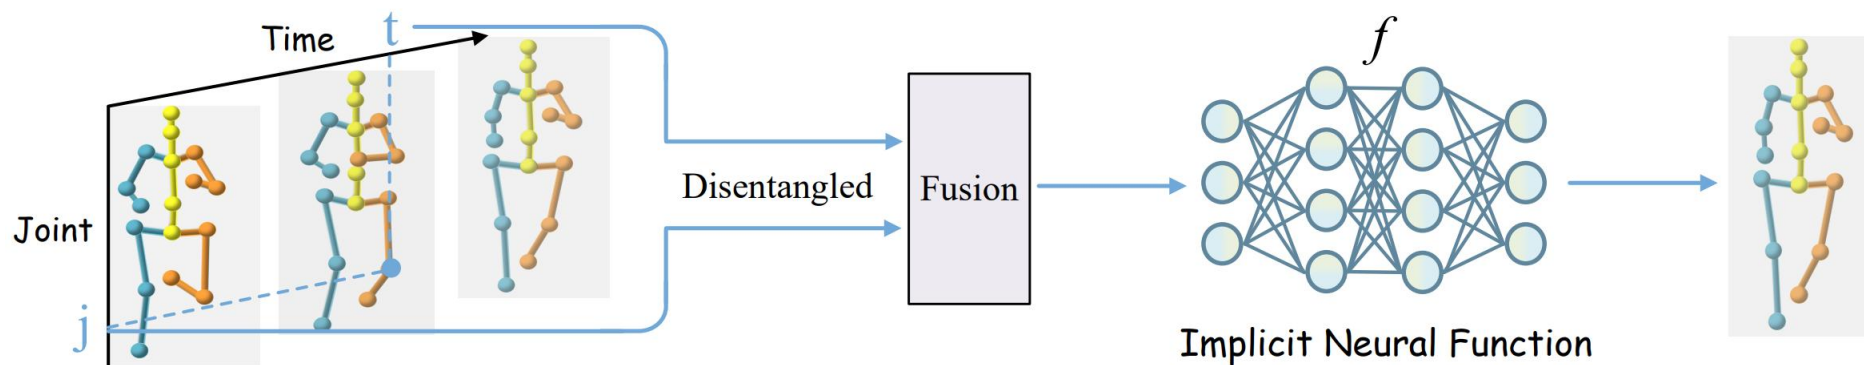 Time
t
f
Disentangled
Fusion
Joint
j
Implicit Neural Function